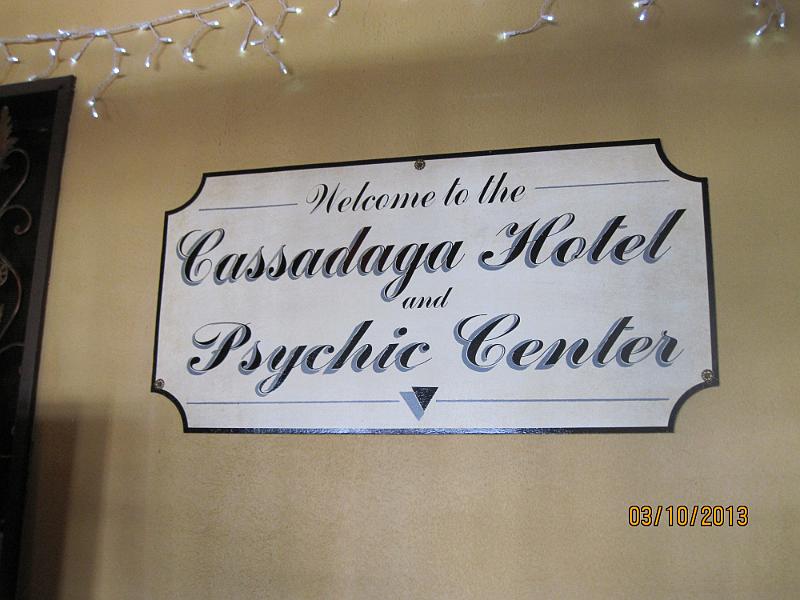 Welcome to the
Cassadaga Hotel
and
Psychic Center
03/10/2013